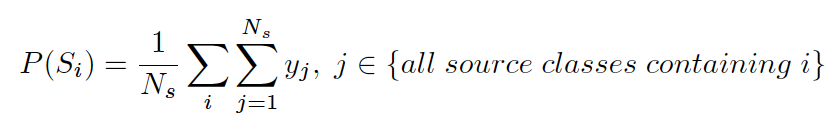 P(S_i) = \frac{1}{N_s} \sum_{i} \sum_{j=1}^{N_s} y_j, \; j \in \{all source classes containing i\}